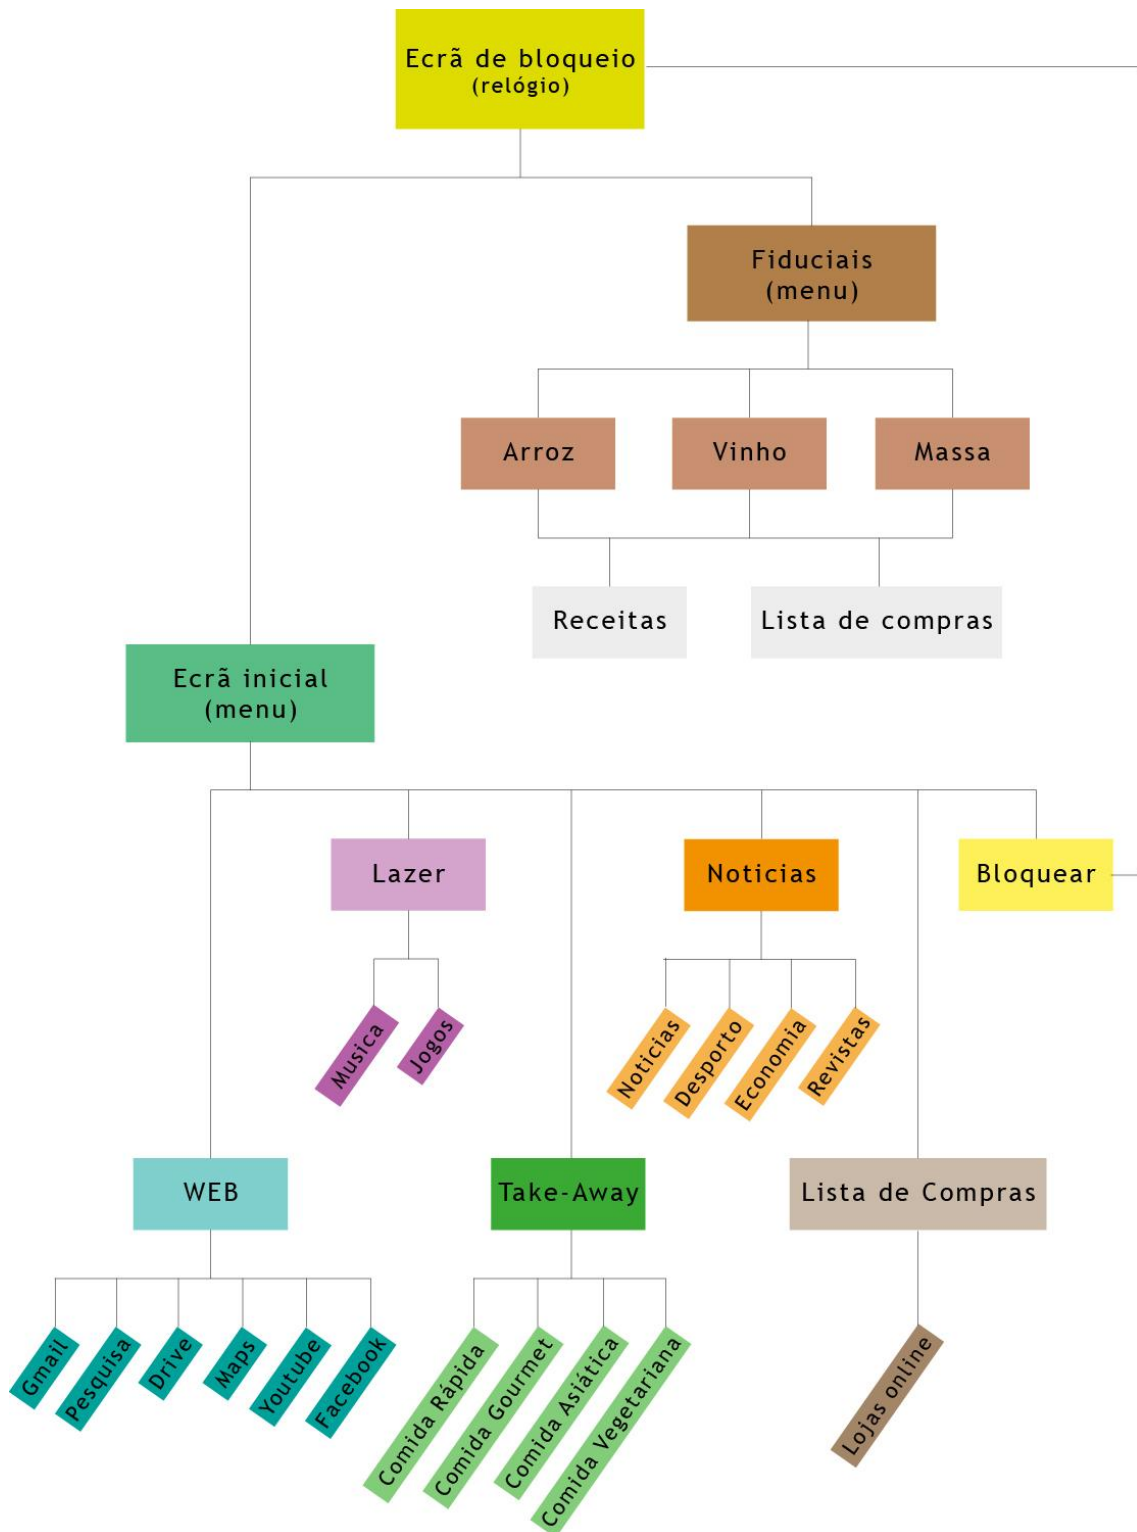 Ecrã de bloqueio
(relógio)
Fiduciais
(menu)
Arroz
Vinho
Massa
Receitas
Lista de compras
Ecrã inicial
(menu)
Lazer
Noticias
Bloquear
Musica
Jogos
Noticias
Desporto
Economia
Revistas
WEB
Take-Away
Lista de Compras
Gmail
Pesquisa
Drive
Maps
Youtube
Facebook
Comida Rápida
Comida Gourmet
Comida Asiática
Comida Vegetariana
Lojas online